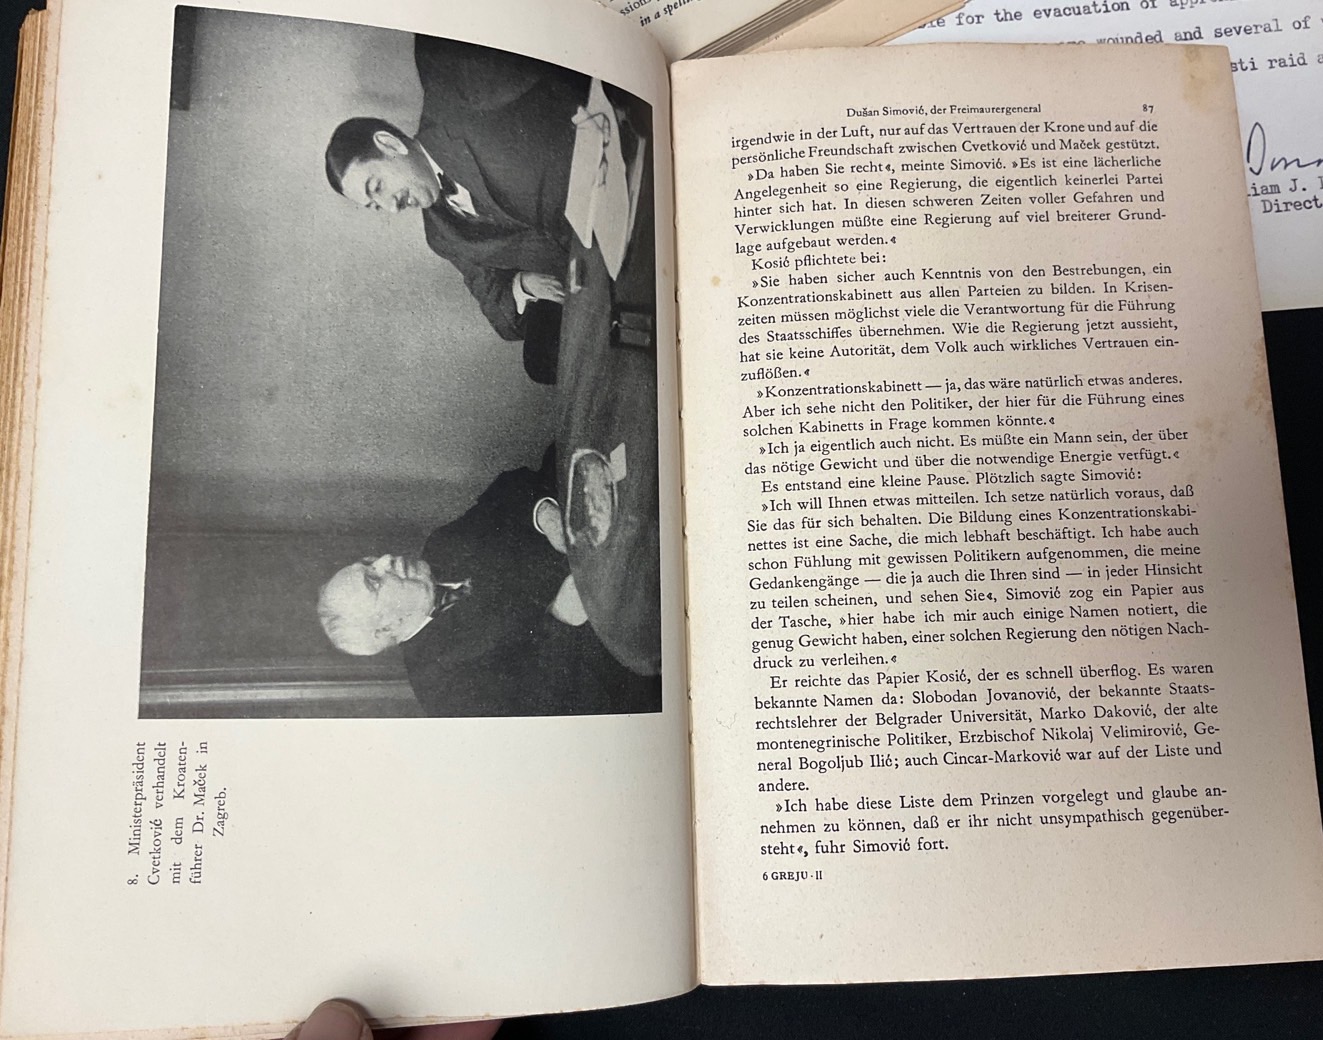 8. Ministerpräsident
Cvetković verhandelt
mit dem Kroaten-
führer Dr. Maček in
Zagreb.
in a spell
for the evacuation of
wounded and several of
sti raid
iam J.
Direct
Dušan Simović, der Freimaurergeneral 87
irgendwie in der Luft, nur auf das Vertrauen der Krone und auf die
persönliche Freundschaft zwischen Cvetković und Maček gestützt.
»Da haben Sie recht«, meinte Simović. »Es ist eine lächerliche
Angelegenheit so eine Regierung, die eigentlich keinerlei Partei
hinter sich hat. In diesen schweren Zeiten voller Gefahren und
Verwicklungen müßte eine Regierung auf viel breiterer Grund-
lage aufgebaut werden.«
Kosić pflichtete bei:
»Sie haben sicher auch Kenntnis von den Bestrebungen, ein
Konzentrationskabinett aus allen Parteien zu bilden. In Krisen-
zeiten müssen möglichst viele die Verantwortung für die Führung
des Staatsschiffes übernehmen. Wie die Regierung jetzt aussieht,
hat sie keine Autorität, dem Volk auch wirkliches Vertrauen ein-
zuflößen.«
»Konzentrationskabinett — ja, das wäre natürlich etwas anderes.
Aber ich sehe nicht den Politiker, der hier für die Führung eines
solchen Kabinetts in Frage kommen könnte.«
»Ich ja eigentlich auch nicht. Es müßte ein Mann sein, der über
das nötige Gewicht und über die notwendige Energie verfügt.«
Es entstand eine kleine Pause. Plötzlich sagte Simović:
»Ich will Ihnen etwas mitteilen. Ich setze natürlich voraus, daß
Sie das für sich behalten. Die Bildung eines Konzentrationskabi-
nettes ist eine Sache, die mich lebhaft beschäftigt. Ich habe auch
schon Fühlung mit gewissen Politikern aufgenommen, die meine
Gedankengänge — die ja auch die Ihren sind — in jeder Hinsicht
zu teilen scheinen, und sehen Sie«, Simović zog ein Papier aus
der Tasche, »hier habe ich mir auch einige Namen notiert, die
genug Gewicht haben, einer solchen Regierung den nötigen Nach-
druck zu verleihen.«
Er reichte das Papier Kosić, der es schnell überflog. Es waren
bekannte Namen da: Slobodan Jovanović, der bekannte Staats-
rechtslehrer der Belgrader Universität, Marko Daković, der alte
montenegrinische Politiker, Erzbischof Nikolaj Velimirović, Ge-
neral Bogoljub Ilić; auch Cincar-Marković war auf der Liste und
andere.
»Ich habe diese Liste dem Prinzen vorgelegt und glaube an-
nehmen zu können, daß er ihr nicht unsympathisch gegenüber-
steht«, fuhr Simović fort.
6 GREJU · II